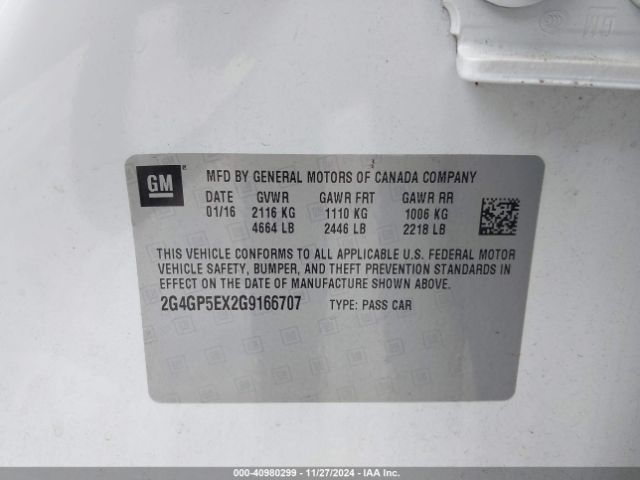 GM
MFD BY GENERAL MOTORS OF CANADA COMPANY
DATE GVWR GAWR FRT GAWR RR
01/16 2116 KG 1110 KG 1006 KG
4664 LB 2446 LB 2218 LB
THIS VEHICLE CONFORMS TO ALL APPLICABLE U.S. FEDERAL MOTOR
VEHICLE SAFETY, BUMPER, AND THEFT PREVENTION STANDARDS IN
EFFECT ON THE DATE OF MANUFACTURE SHOWN ABOVE.
2G4GP5EX2G9166707 TYPE: PASS CAR
000-40980299 - 11/27/2024 - IAA Inc.